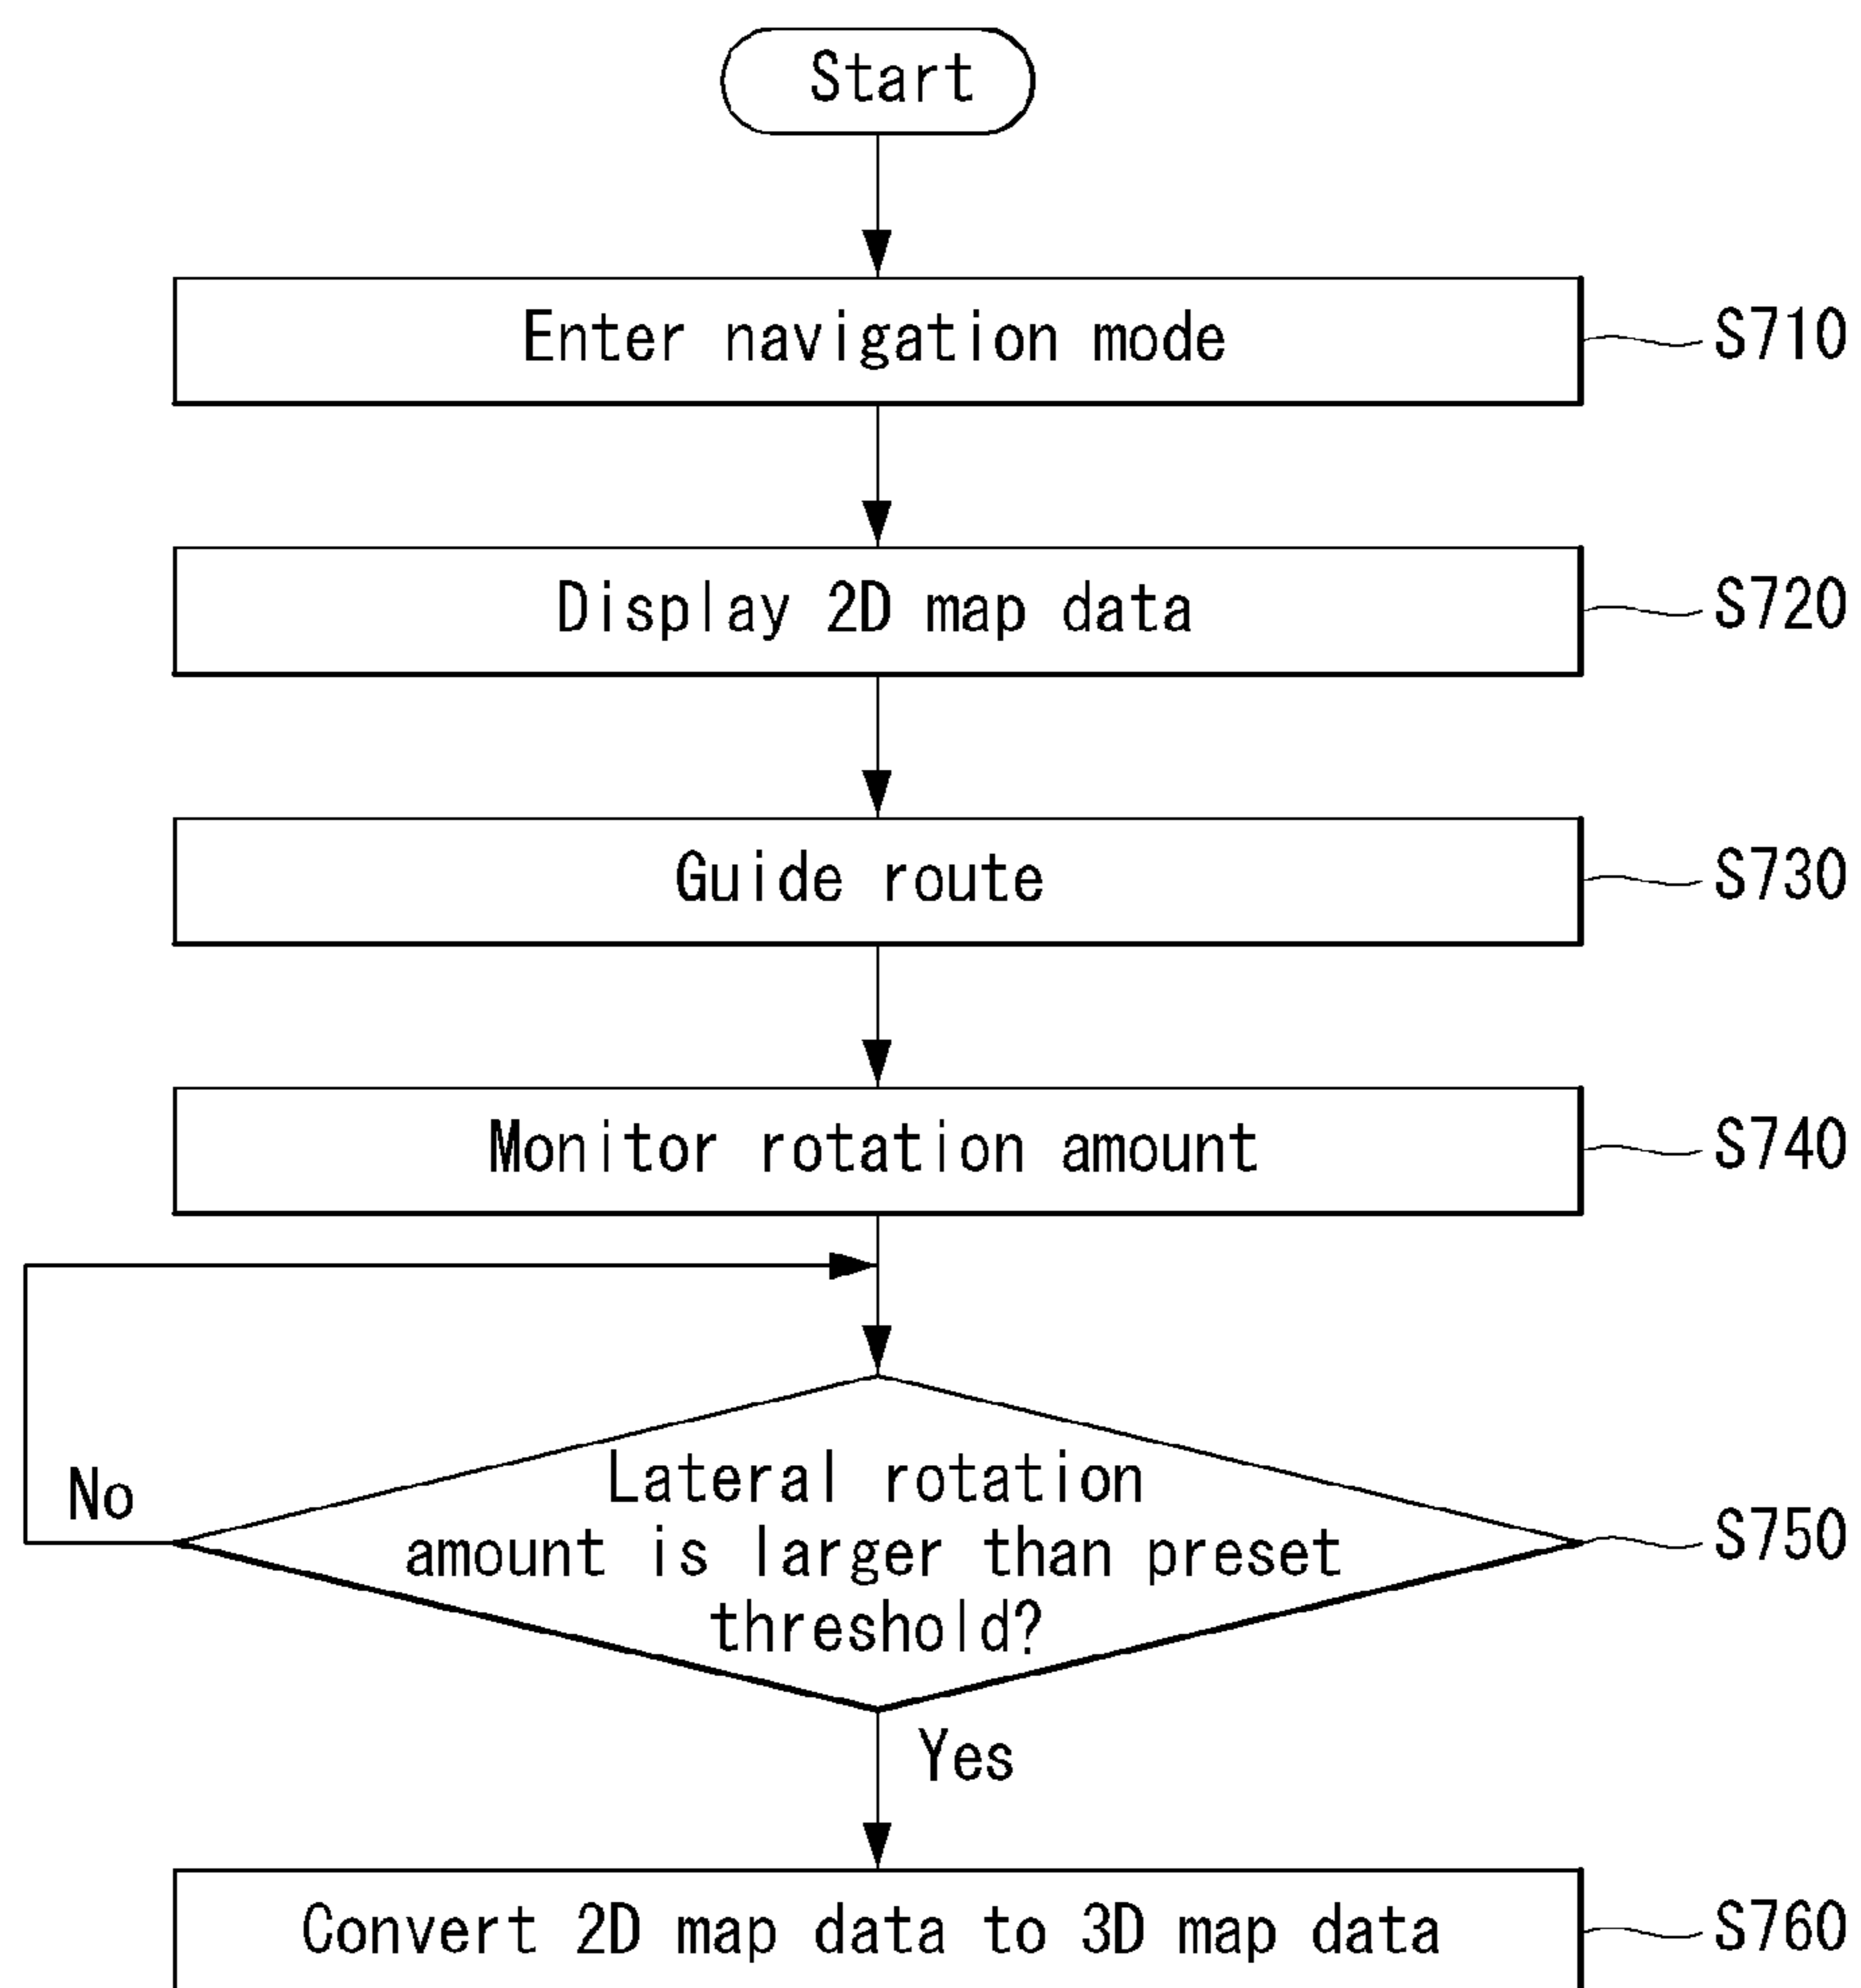 Start
Enter navigation mode
S710
Display 2D map data
S720
Guide route
S730
Monitor rotation amount
S740
No
Lateral rotation
amount is larger than preset
threshold?
S750
Yes
Convert 2D map data to 3D map data
S760